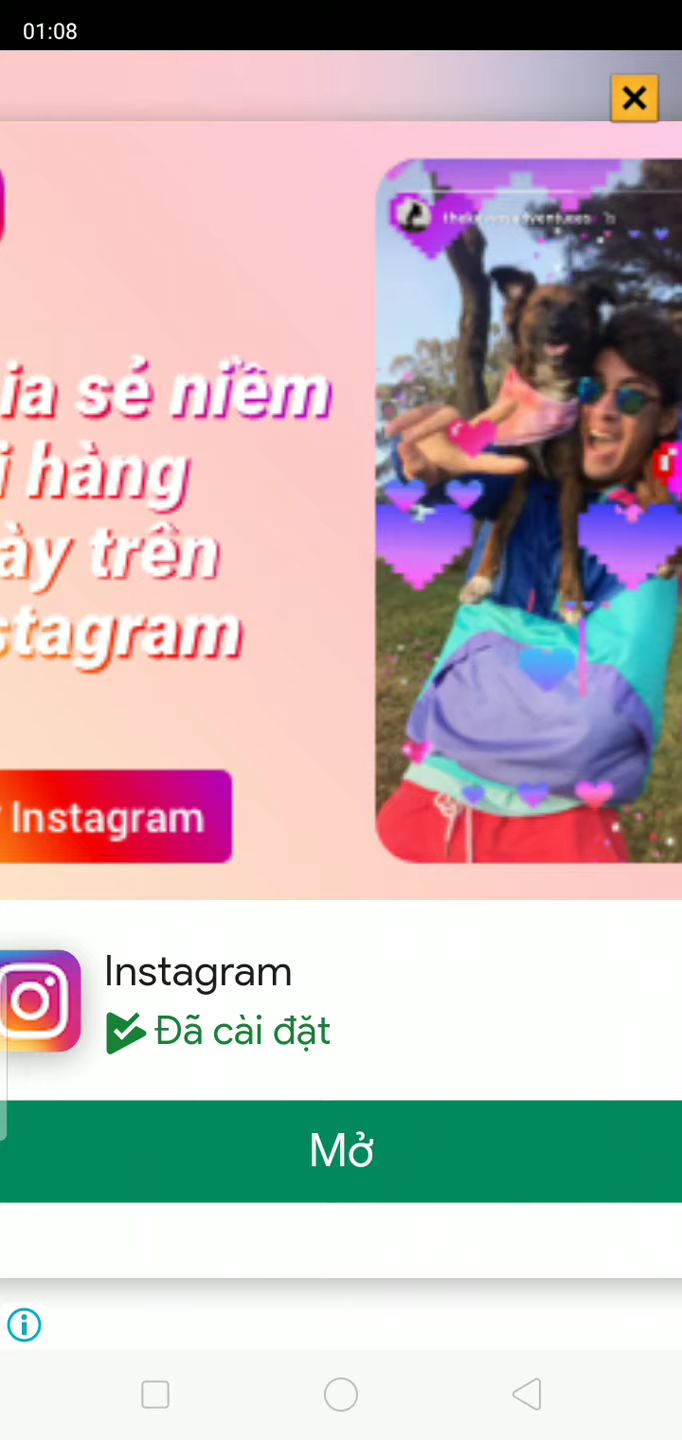 01:08
ia sẻ niềm
i hàng
ày trên
stagram
Instagram
Instagram
Đã cài đặt
Mở